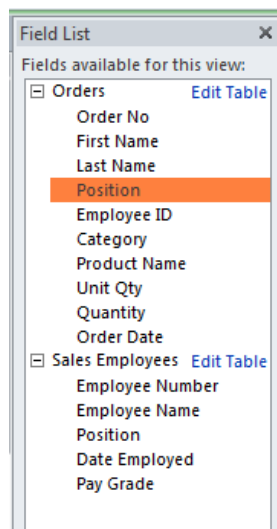 Field List
Fields available for this view:
Orders Edit Table
Order No
First Name
Last Name
Position
Employee ID
Category
Product Name
Unit Qty
Quantity
Order Date
Sales Employees Edit Table
Employee Number
Employee Name
Position
Date Employed
Pay Grade